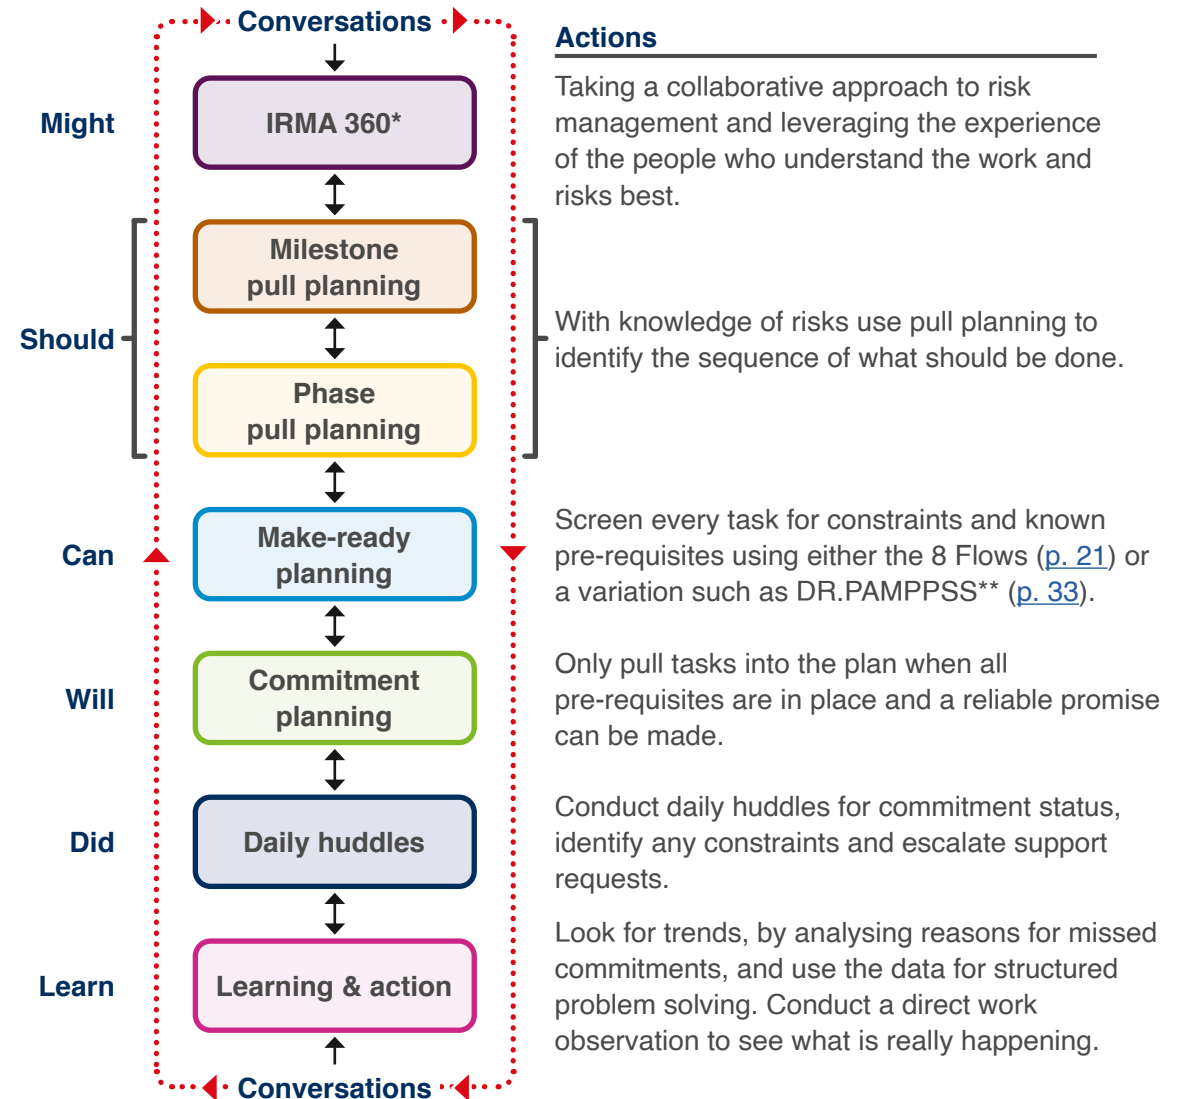 Conversations
Actions
Might
IRMA 360*
Taking a collaborative approach to risk
management and leveraging the experience
of the people who understand the work and
risks best.
Should
Milestone
pull planning
Phase
pull planning
With knowledge of risks use pull planning to
identify the sequence of what should be done.
Can
Make-ready
planning
Screen every task for constraints and known
pre-requisites using either the 8 Flows (p. 21) or
a variation such as DR.PAMPPSS** (p. 33).
Will
Commitment
planning
Only pull tasks into the plan when all
pre-requisites are in place and a reliable promise
can be made.
Did
Daily huddles
Conduct daily huddles for commitment status,
identify any constraints and escalate support
requests.
Learn
Learning & action
Look for trends, by analysing reasons for missed
commitments, and use the data for structured
problem solving. Conduct a direct work
observation to see what is really happening.
Conversations